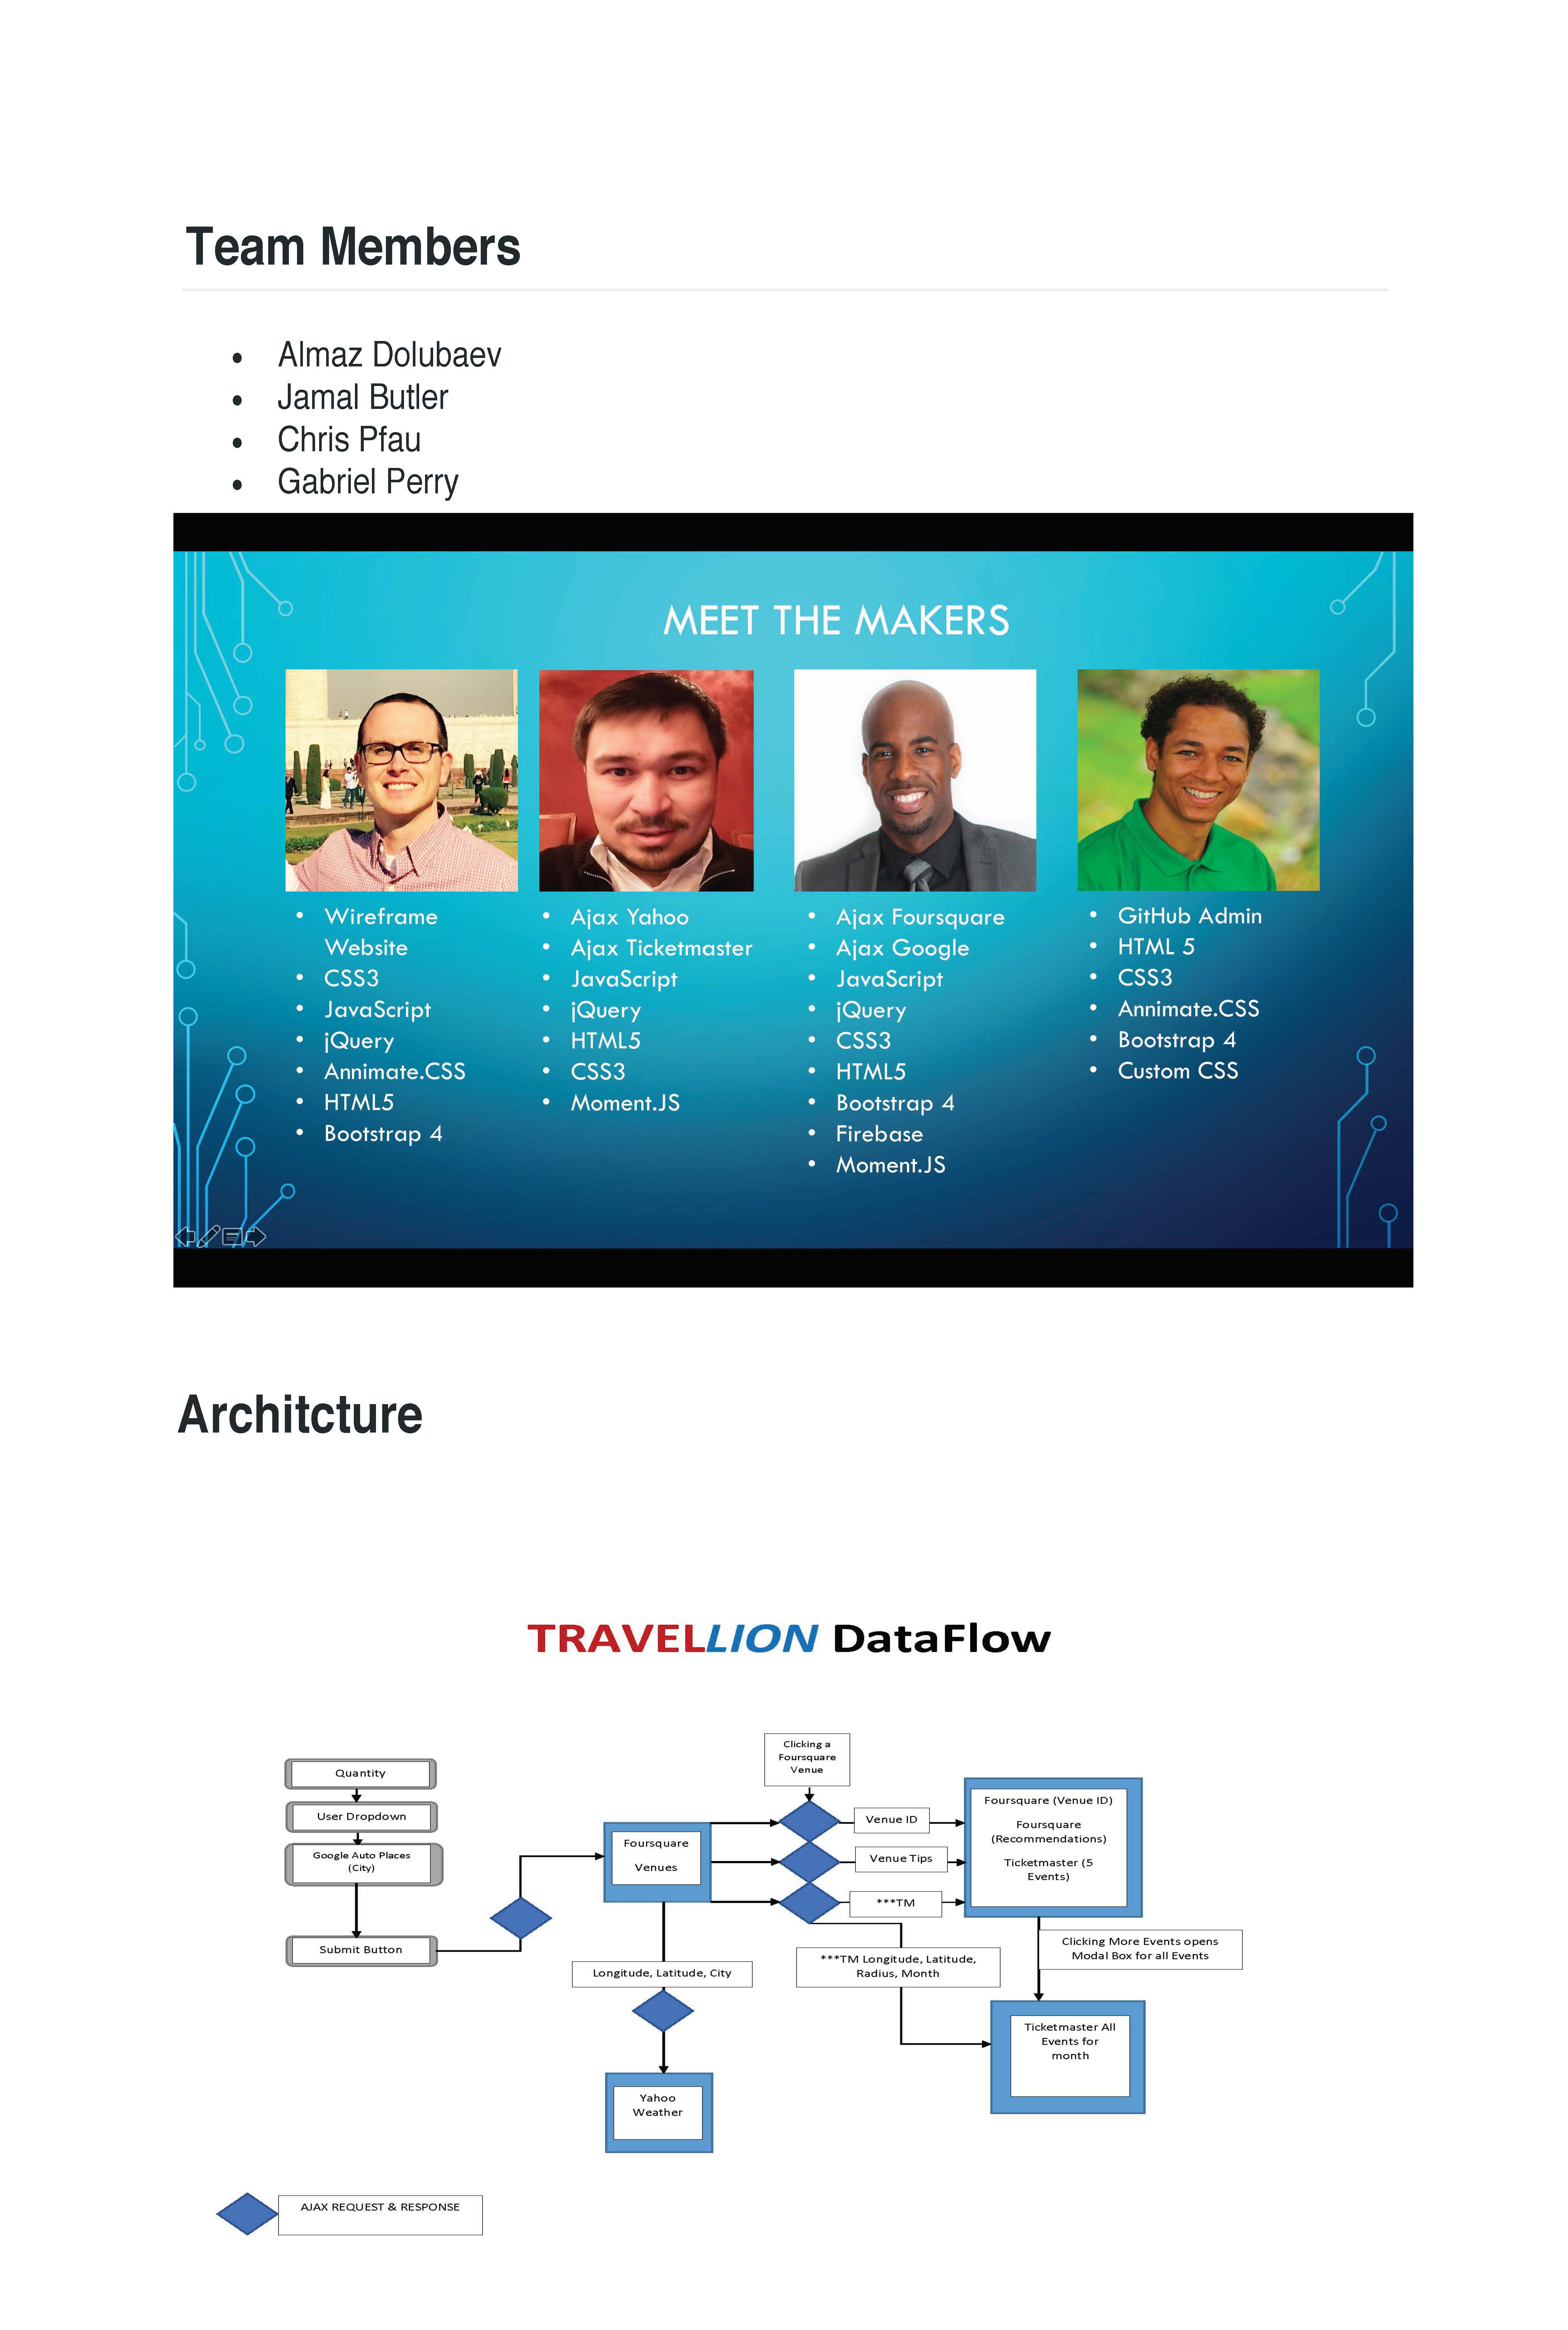 Team Members
• Almaz Dolubaev
• Jamal Butler
• Chris Pfau
• Gabriel Perry
MEET THE MAKERS
• Wireframe
Website
• CSS3
• JavaScript
• jQuery
• Annimate.CSS
• HTML5
• Bootstrap 4
• Ajax Yahoo
• Ajax Ticketmaster
• JavaScript
• jQuery
• HTML5
• CSS3
• Moment.JS
• Ajax Foursquare
• Ajax Google
• JavaScript
• jQuery
• CSS3
• HTML5
• Bootstrap 4
• Firebase
• Moment.JS
• GitHub Admin
• HTML 5
• CSS3
• Annimate.CSS
• Bootstrap 4
• Custom CSS
Architcture
TRAVELLION DataFlow
Quantity
User Dropdown
Google Auto Places
(City)
Submit Button
Foursquare
Venues
Longitude, Latitude, City
Yahoo
Weather
Clicking a
Foursquare
Venue
Venue ID
Venue Tips
***TM
***TM Longitude, Latitude,
Radius, Month
Foursquare (Venue ID)
Foursquare
(Recommendations)
Ticketmaster (5
Events)
Clicking More Events opens
Modal Box for all Events
Ticketmaster All
Events for
month
AJAX REQUEST & RESPONSE